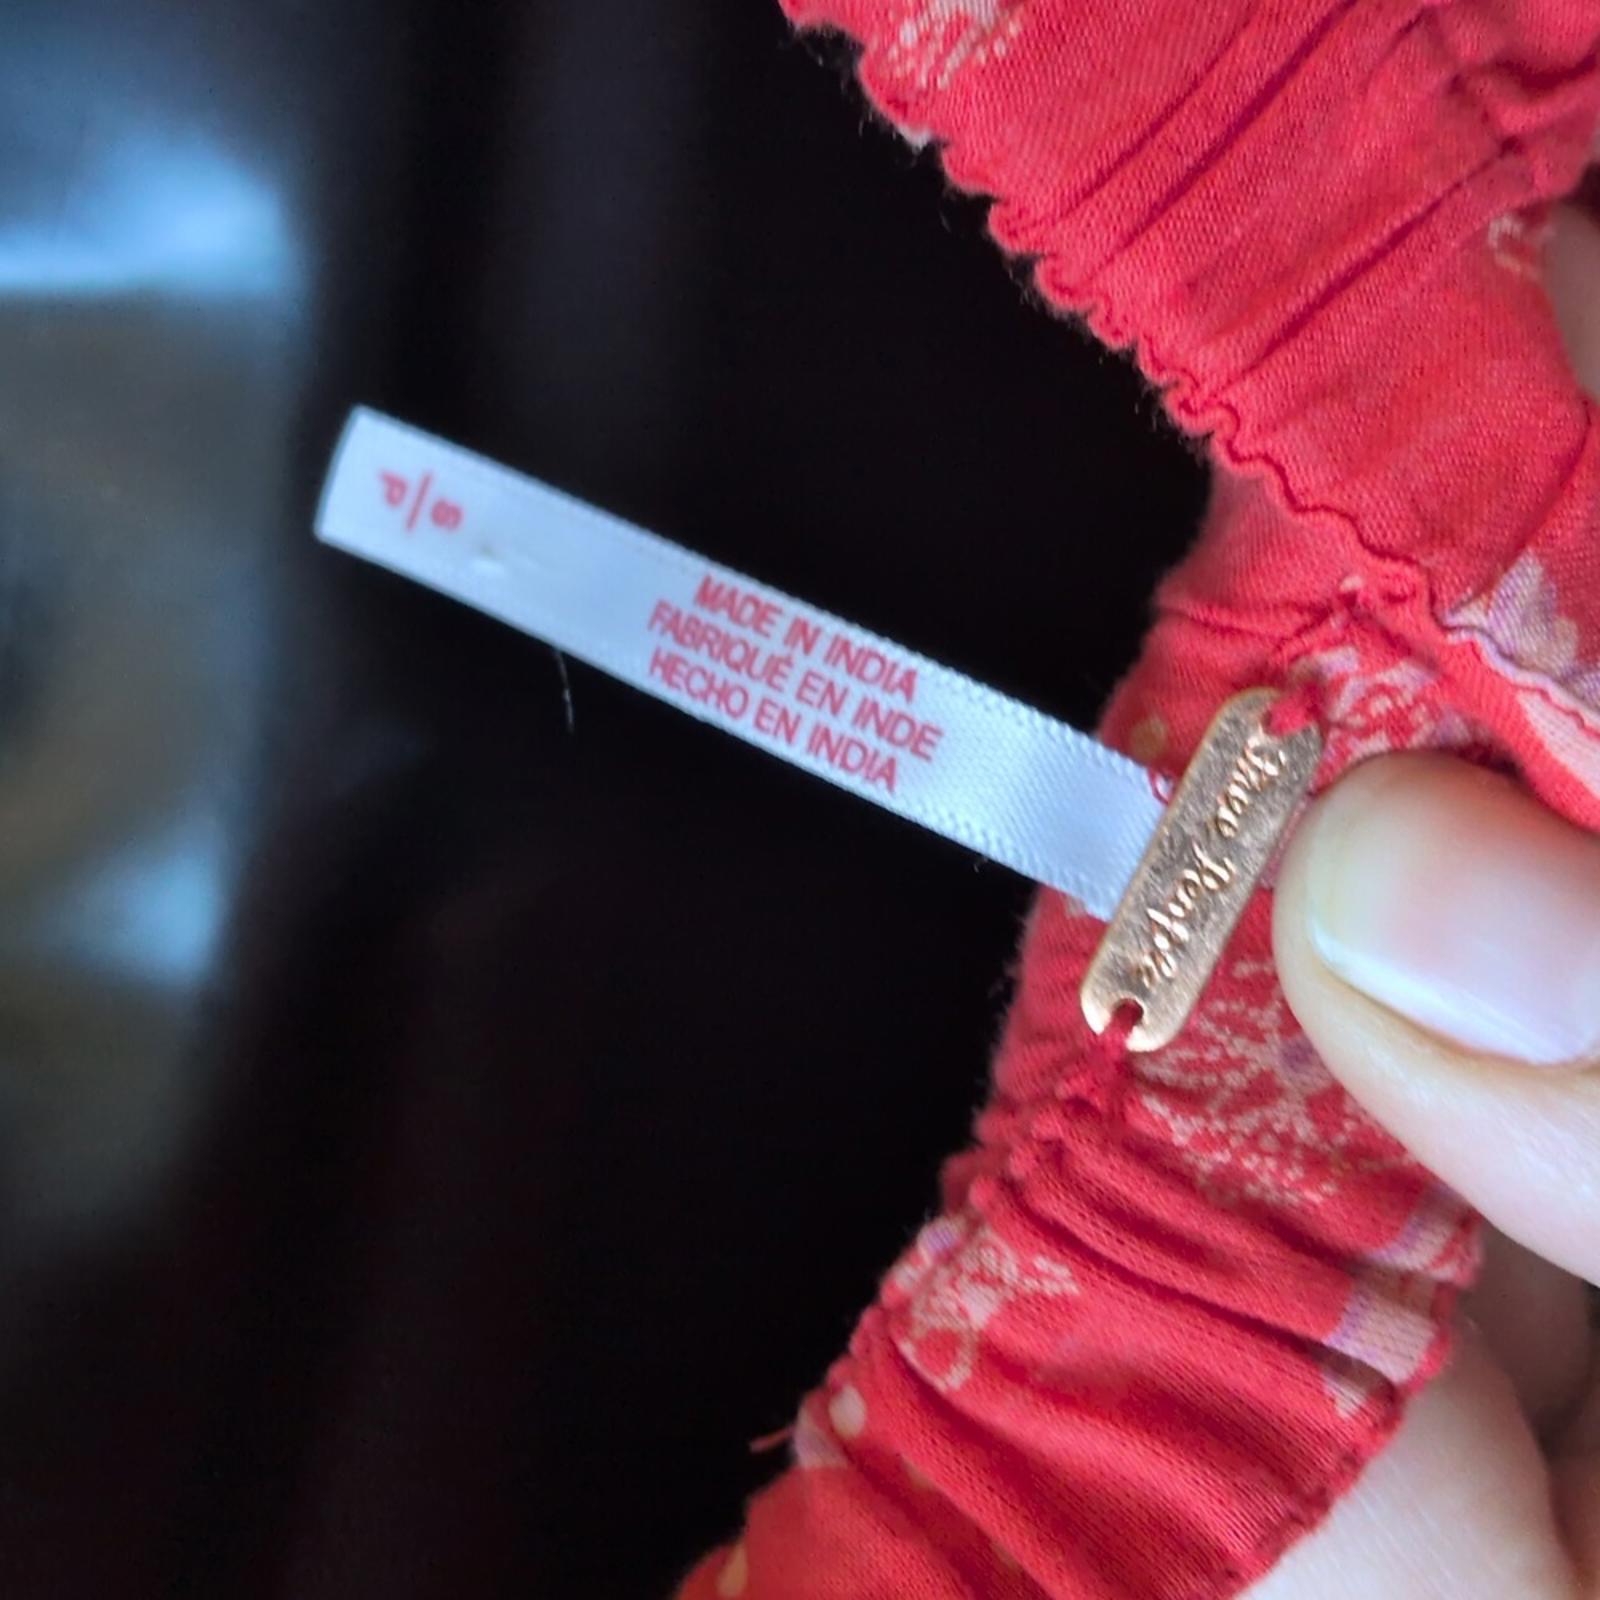 Free People
MADE IN INDIA
FABRIQUÉ EN INDE
HECHO EN INDIA
S|P